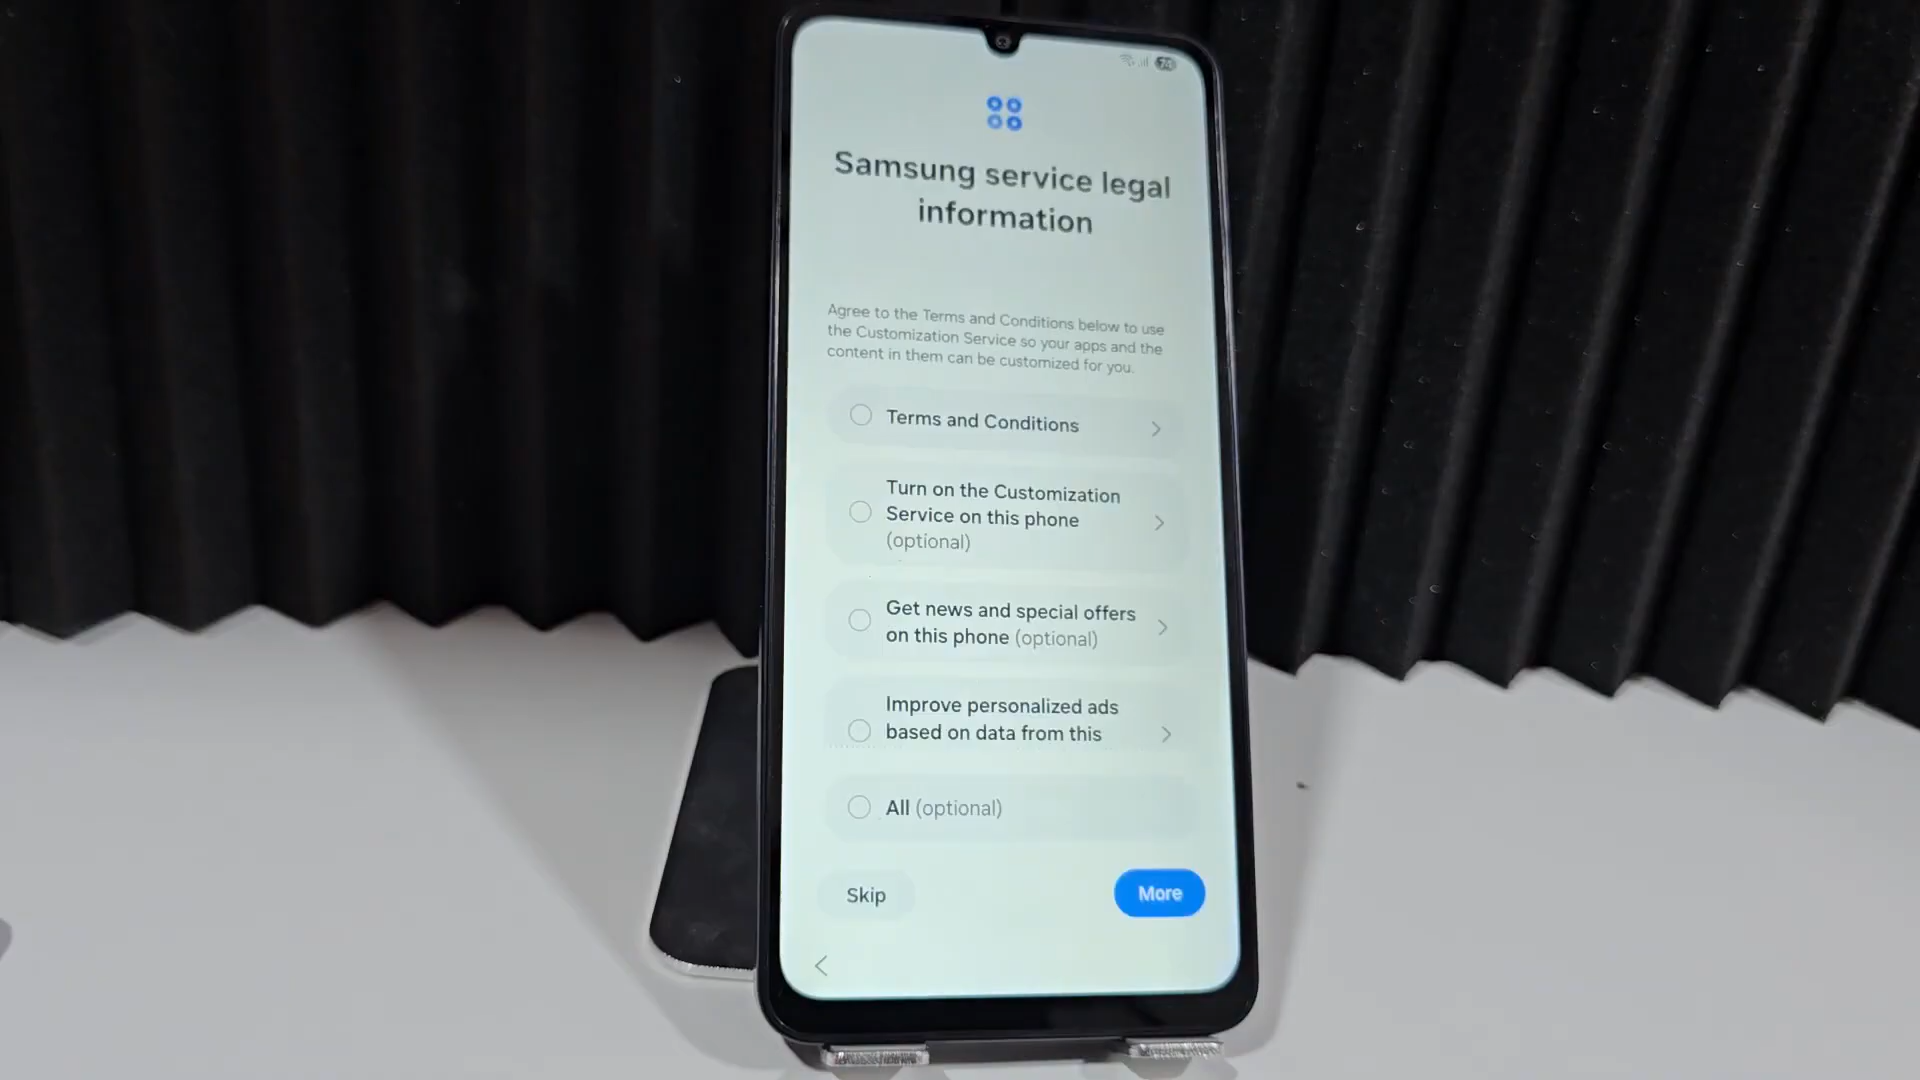 Samsung service legal
information
Agree to the Terms and Conditions below to use
the Customization Service so your apps and the
content in them can be customized for you.
Terms and Conditions
Turn on the Customization
Service on this phone
(optional)
Get news and special offers
on this phone (optional)
Improve personalized ads
based on data from this
All (optional)
Skip
More